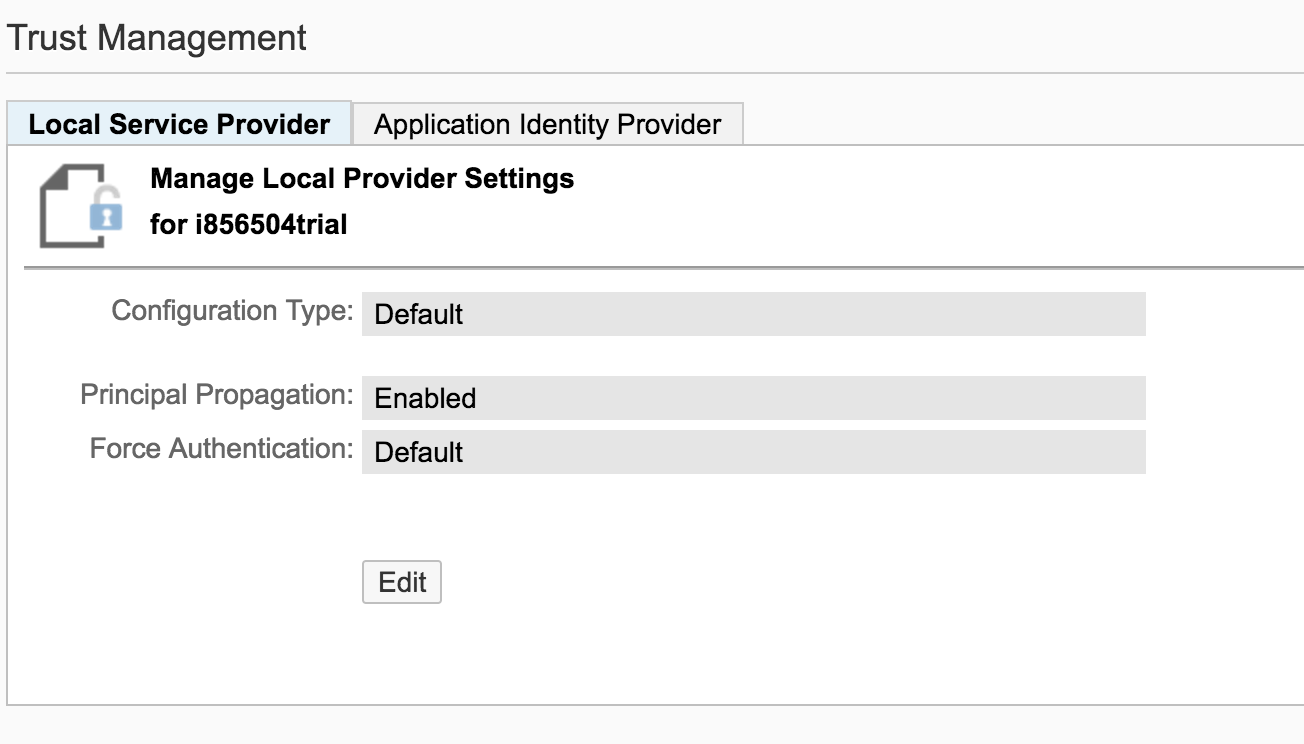 Trust Management
Local Service Provider
Application Identity Provider
Manage Local Provider Settings
for i856504trial
Configuration Type: Default
Principal Propagation: Enabled
Force Authentication: Default
Edit